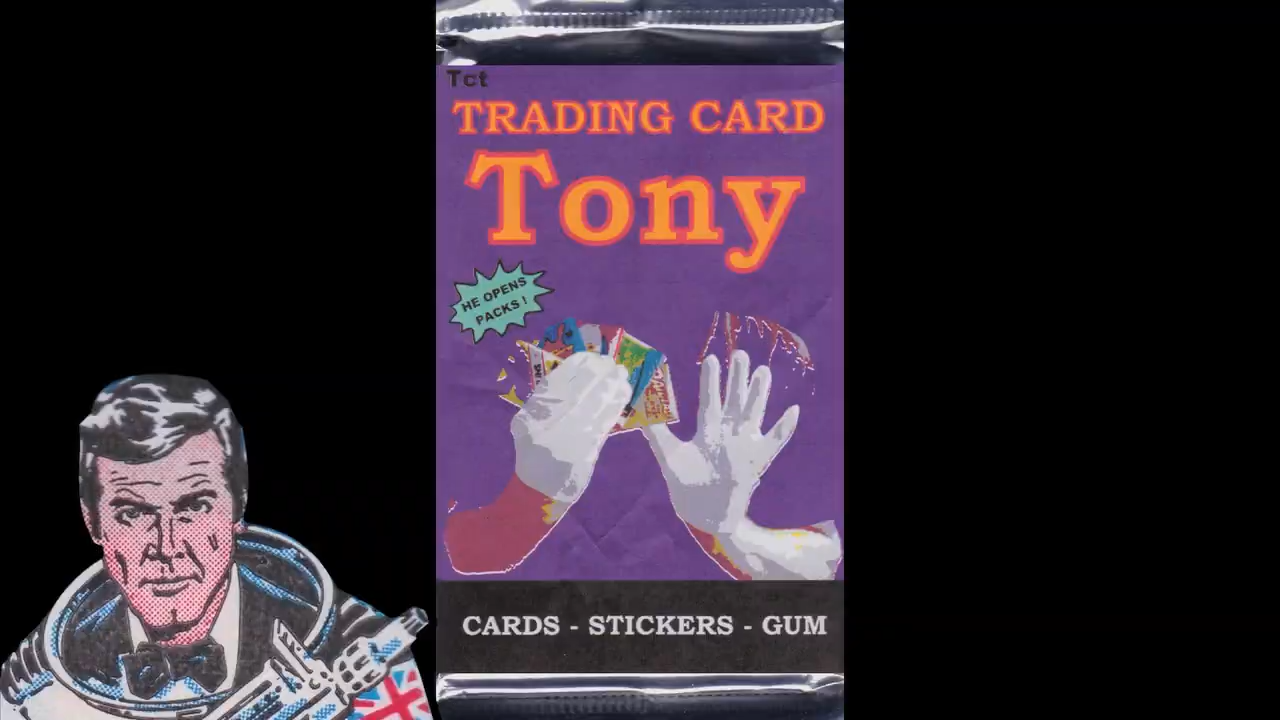 Tct
TRADING CARD
Tony
HE OPENS
PACKS !
CARDS - STICKERS - GUM